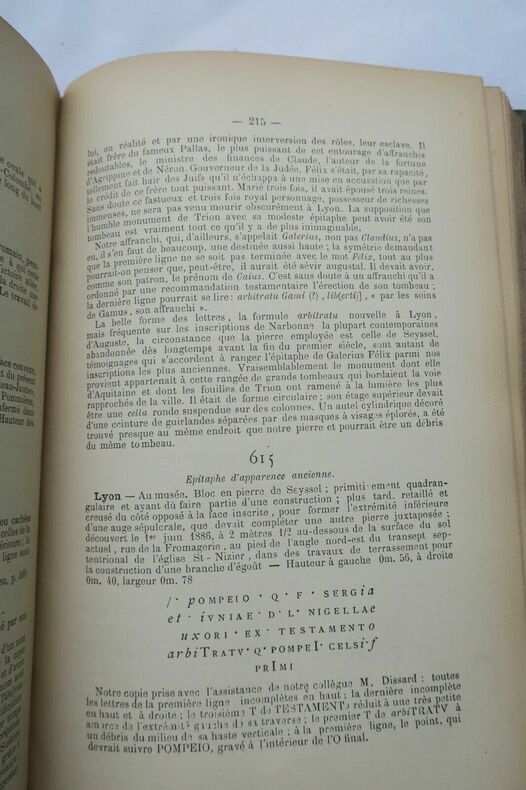 — 215 —
lui, en réalité et par une ironique interversion des rôles, leur esclave. Il
était frère du fameux Pallas, le plus puissant de cet entourage d'affranchis
redoutables, le ministre des finances de Claude, l'auteur de la fortune
d'Agrippine et de Néron. Gouverneur de la Judée, Félix s'était, par sa rapacité,
tellement fait haïr des Juifs qu'il n'échappa à une mise en accusation que par
le crédit de ce frère tout puissant. Marié trois fois, il avait épousé trois reines.
Sans doute ce fastueux et trois fois royal personnage, possesseur de richesses
immenses, ne sera pas venu mourir obscurément à Lyon. La supposition que
l'humble monument de Trion avec sa modeste épitaphe peut avoir été son
tombeau est vraiment tout ce qu'il y a de plus inimaginable.
Notre affranchi, qui, d'ailleurs, s'appelait Galerius, non pas Claudius, n'a pas
eu, il s'en faut de beaucoup, une destinée aussi haute ; la symétrie demandant
que la première ligne ne se soit pas terminée avec le mot Felix, tout au plus
pourrait-on penser que, peut-être, il aurait été sévir augustal. Il devait avoir,
comme son patron, le prénom de Caius. C'est sans doute à un affranchi qu'il a
ordonné par une recommandation testamentaire l'érection de son tombeau ;
la dernière ligne pourrait se lire : arbitratu Gami (?), lib(erti)], « par les soins
de Gamus, son affranchi ».
La belle forme des lettres, la formule arbitratu nouvelle à Lyon,
mais fréquente sur les inscriptions de Narbonne la plupart contemporaines
d'Auguste, la circonstance que la pierre employée est celle de Seyssel,
abandonnée dès longtemps avant la fin du premier siècle, sont autant de
témoignages qui s'accordent à ranger l'épitaphe de Galerius Félix parmi nos
inscriptions les plus anciennes. Vraisemblablement le monument dont elle
provient appartenait à cette rangée de grands tombeaux qui bordaient la voie
d'Aquitaine et dont les fouilles de Trion ont ramené à la lumière les plus
rapprochés de la ville. Il était de forme circulaire ; son étage supérieur devait
être une cella ronde suspendue sur des colonnes. Un autel cylindrique décoré
d'une ceinture de guirlandes séparées par des masques à visages éplorés, a été
trouvé presque au même endroit que notre pierre et pourrait être un débris
du même tombeau.
615
Epitaphe d'apparence ancienne.
Lyon — Au musée. Bloc en pierre de Seyssel ; primitivement quadran-
gulaire et ayant dû faire partie d'une construction ; plus tard, retaillé et
creusé du côté opposé à la face inscrite, pour former l'extrémité inférieure
d'une auge sépulcrale, que devait compléter une autre pierre juxtaposée ;
découvert le 1er juin 1886, à 2 mètres 1/2 au-dessous de la surface du sol
actuel, rue de la Fromagerie, au pied de l'angle nord-est du transept sep-
tentrional de l'église St-Nizier, dans des travaux de terrassement pour
la construction d'une branche d'égoût — Hauteur à gauche 0m. 56, à droite
0m. 40, largeur 0m. 78
/ · POMPEIO · Q · F · SERGia
et · IVNIAE · D · L · NIGELLAe
uXORI · EX · TESTAMENTO
arbiTRATV · Q · POMPEI · CELSi·f
PRIMI
Notre copie prise avec l'assistance de notre collègue M. Dissard : toutes
les lettres de la première ligne incomplètes en haut ; la dernière incomplète
en haut et à droite ; le troisième T de TESTAMENTO réduit à une très petite
amorce de l'extrémité gauche de sa traverse ; le premier T de arbiTRATV à
un débris du milieu de sa haste verticale ; à la première ligne, le point, qui
devrait suivre POMPEIO, gravé à l'intérieur de l'O final.